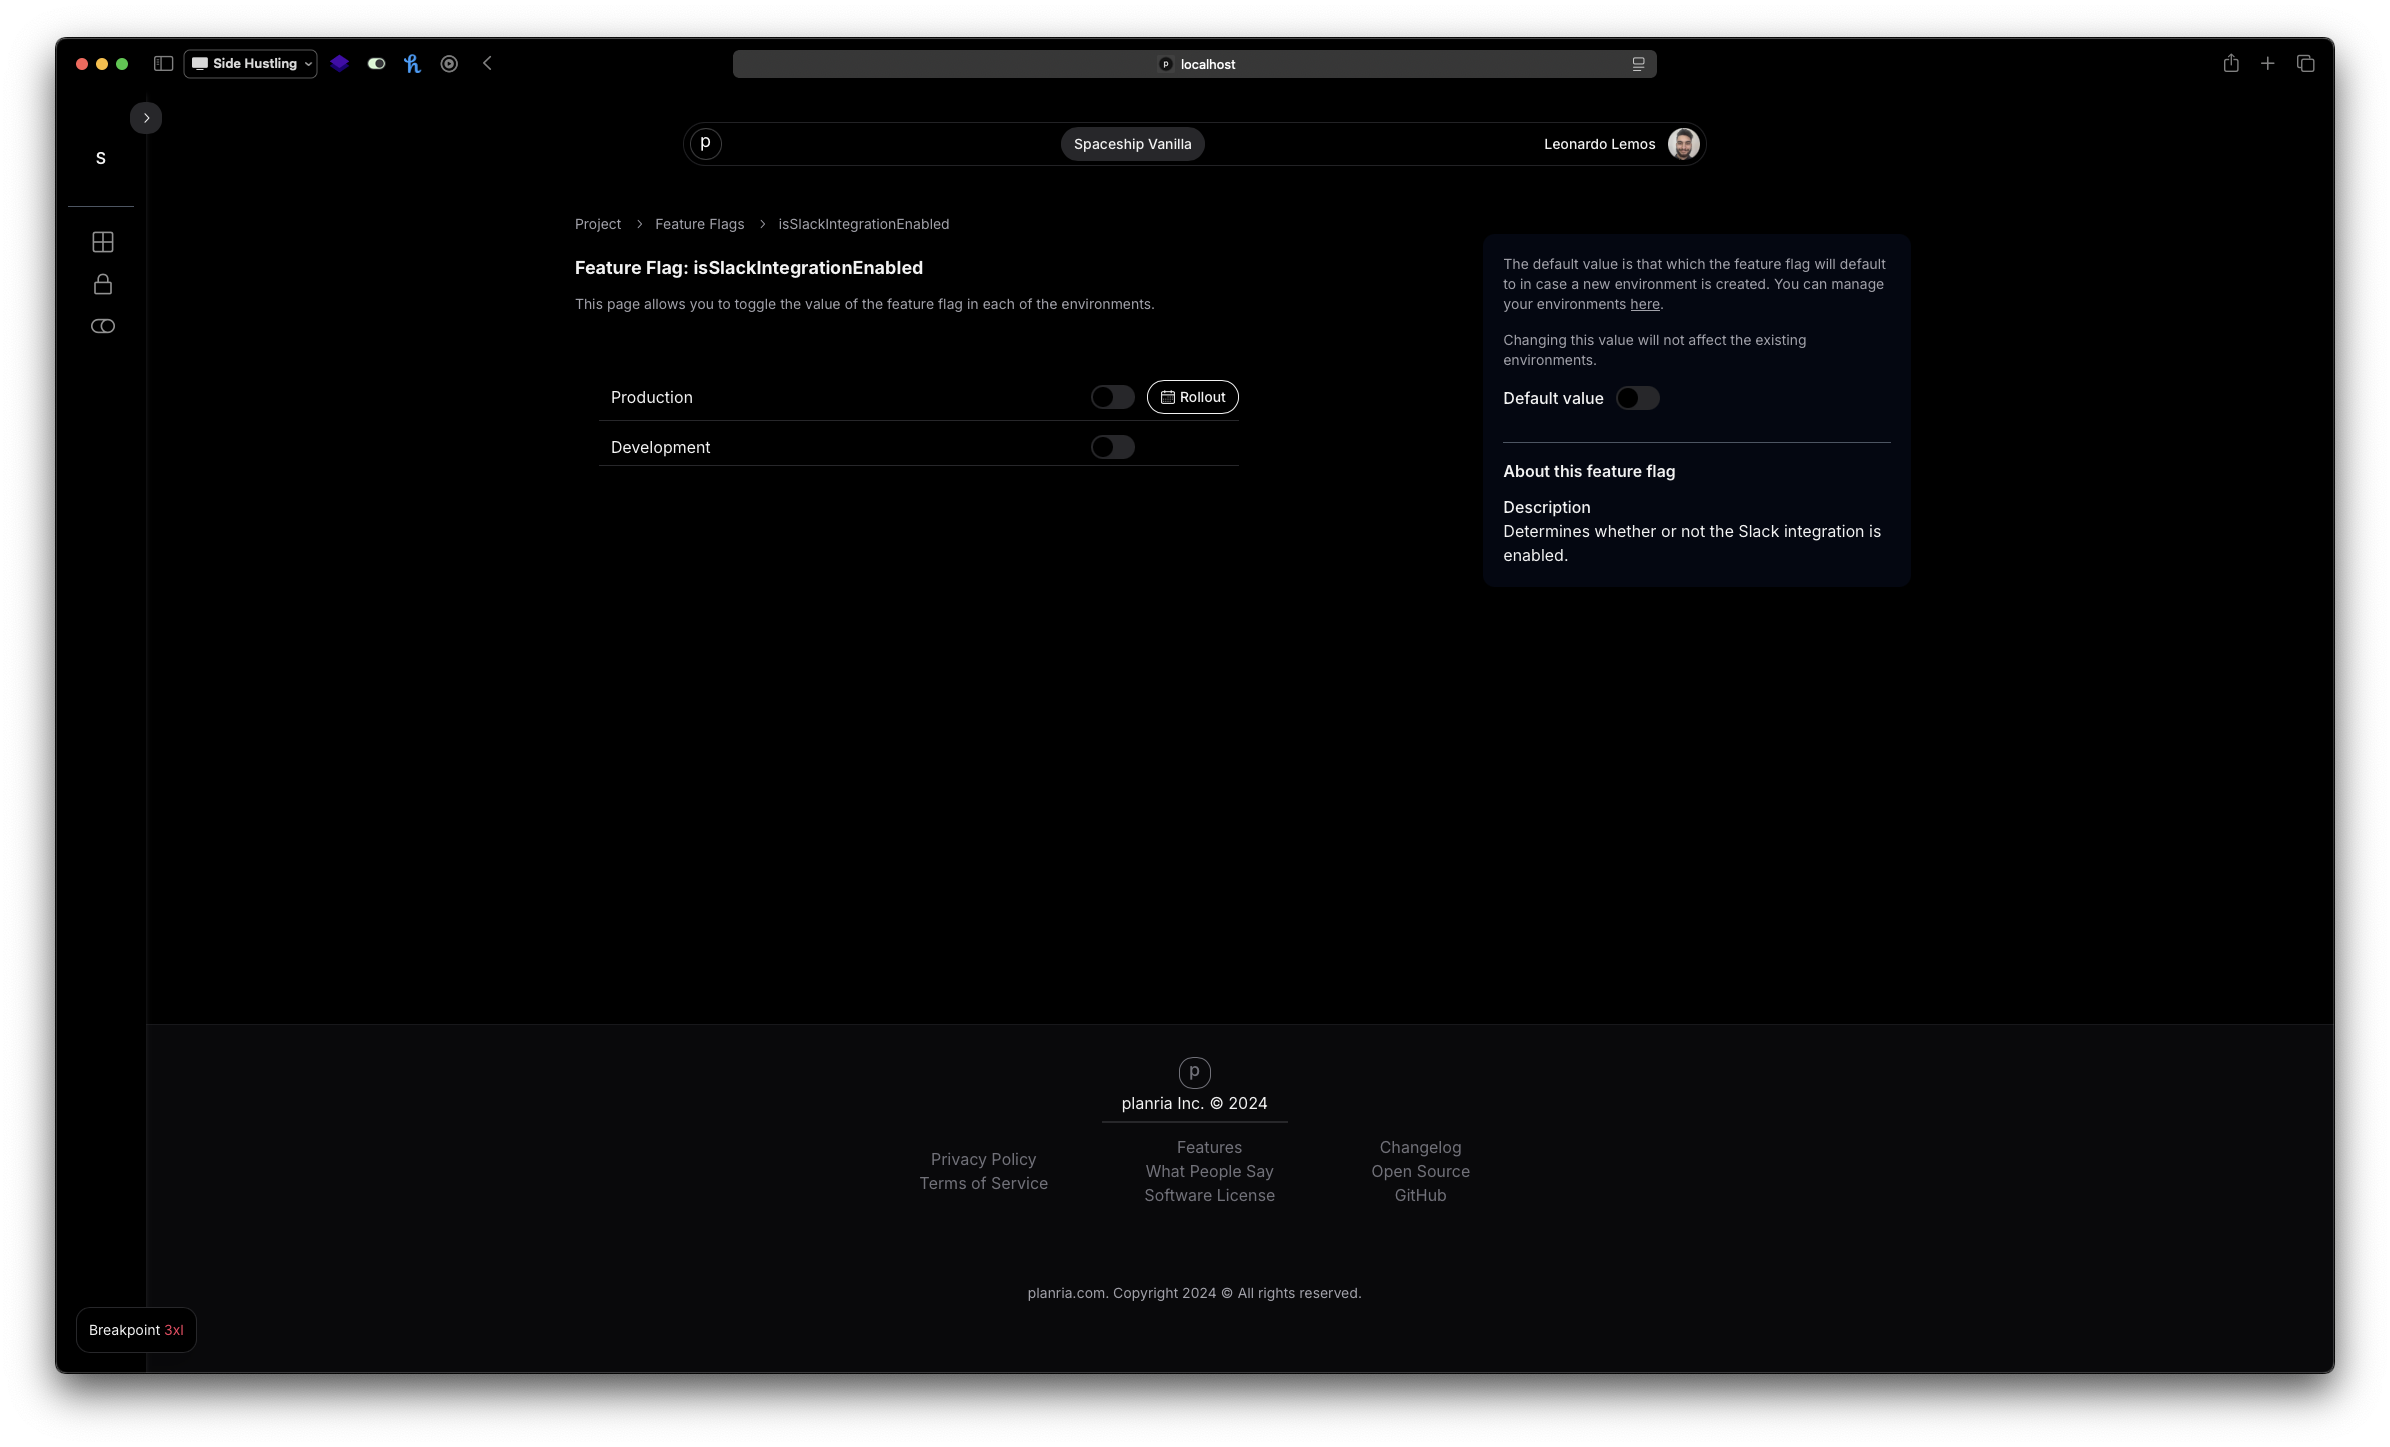 Side Hustling
localhost
S
p
Spaceship Vanilla
Leonardo Lemos
Project > Feature Flags > isSlackIntegrationEnabled
Feature Flag: isSlackIntegrationEnabled
This page allows you to toggle the value of the feature flag in each of the environments.
Production
Rollout
Development
The default value is that which the feature flag will default
to in case a new environment is created. You can manage
your environments here.
Changing this value will not affect the existing
environments.
Default value
About this feature flag
Description
Determines whether or not the Slack integration is
enabled.
p
planria Inc. © 2024
Privacy Policy
Terms of Service
Features
What People Say
Software License
Changelog
Open Source
GitHub
planria.com. Copyright 2024 © All rights reserved.
Breakpoint 3xl